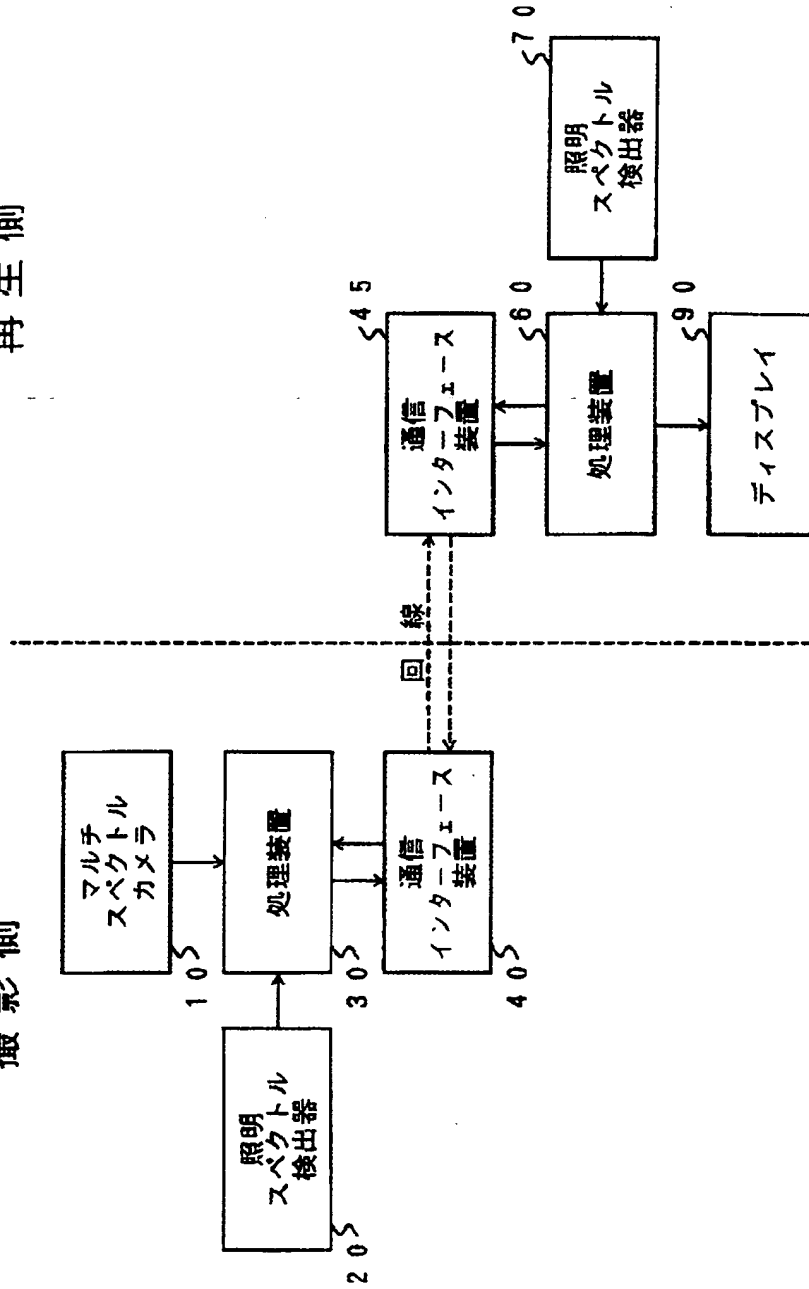 撮影側
再生側
マルチ
スペクトル
カメラ
10
照明
スペクトル
検出器
20
処理装置
30
通信
インターフェース
装置
40
回線
通信
インターフェース
装置
45
処理装置
60
照明
スペクトル
検出器
70
ディスプレイ
90